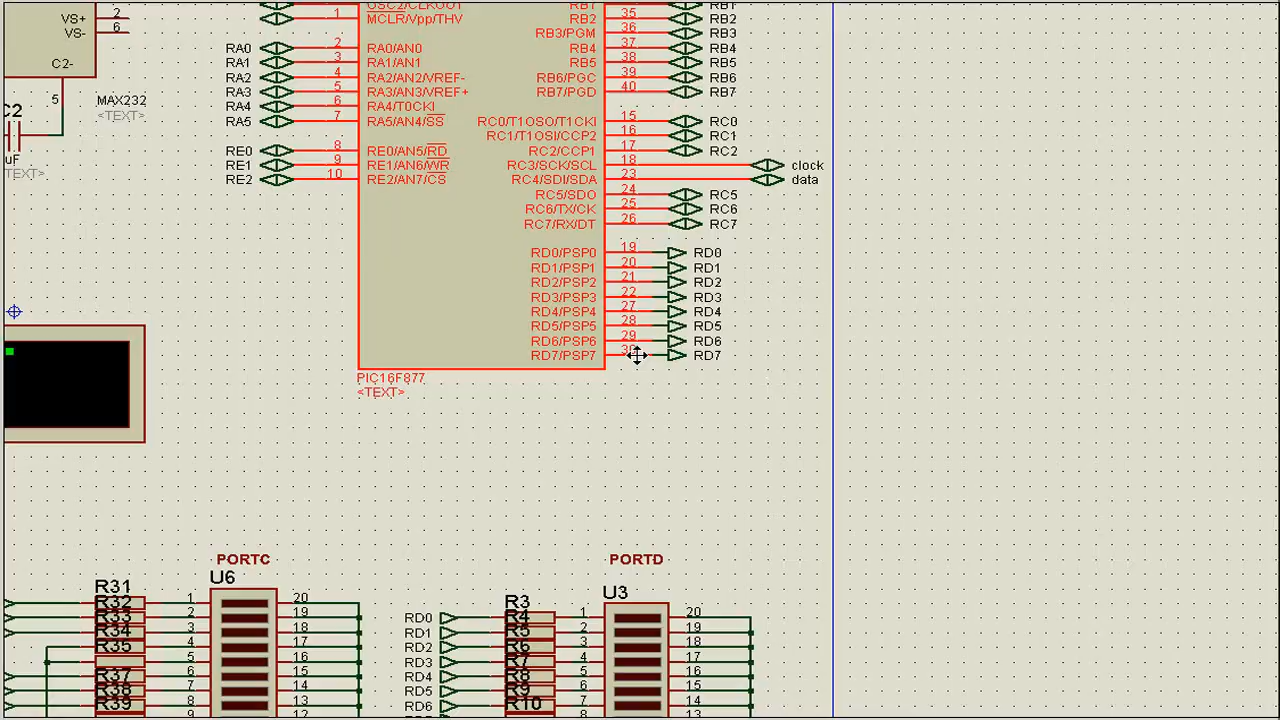 VS+ 2
VS- 6
C2-
5
MAX232
<TEXT>
C2
uF
TEXT>
OSC2/CLKOUT
1 MCLR/Vpp/THV
RA0 2 RA0/AN0
RA1 3 RA1/AN1
RA2 4 RA2/AN2/VREF-
RA3 5 RA3/AN3/VREF+
RA4 6 RA4/T0CKI
RA5 7 RA5/AN4/SS
RE0 8 RE0/AN5/RD
RE1 9 RE1/AN6/WR
RE2 10 RE2/AN7/CS
RB1 RB1
RB2 35 RB2
RB3/PGM 36 RB3
RB4 37 RB4
RB5 38 RB5
RB6/PGC 39 RB6
RB7/PGD 40 RB7
RC0/T1OSO/T1CKI 15 RC0
RC1/T1OSI/CCP2 16 RC1
RC2/CCP1 17 RC2
RC3/SCK/SCL 18 clock
RC4/SDI/SDA 23 data
RC5/SDO 24 RC5
RC6/TX/CK 25 RC6
RC7/RX/DT 26 RC7
RD0/PSP0 19 RD0
RD1/PSP1 20 RD1
RD2/PSP2 21 RD2
RD3/PSP3 22 RD3
RD4/PSP4 27 RD4
RD5/PSP5 28 RD5
RD6/PSP6 29 RD6
RD7/PSP7 30 RD7
PIC16F877
<TEXT>
PORTC
U6
R31
R32 1 20
R33 2 19
R34 3 18
R35 4 17
5 16
R37 6 15
R38 7 14
R39 8 13
12
PORTD
U3
R3
RD0 R4 1 20
RD1 R5 2 19
RD2 R6 3 18
RD3 R7 4 17
RD4 R8 5 16
RD5 R9 6 15
RD6 R10 7 14
8 13